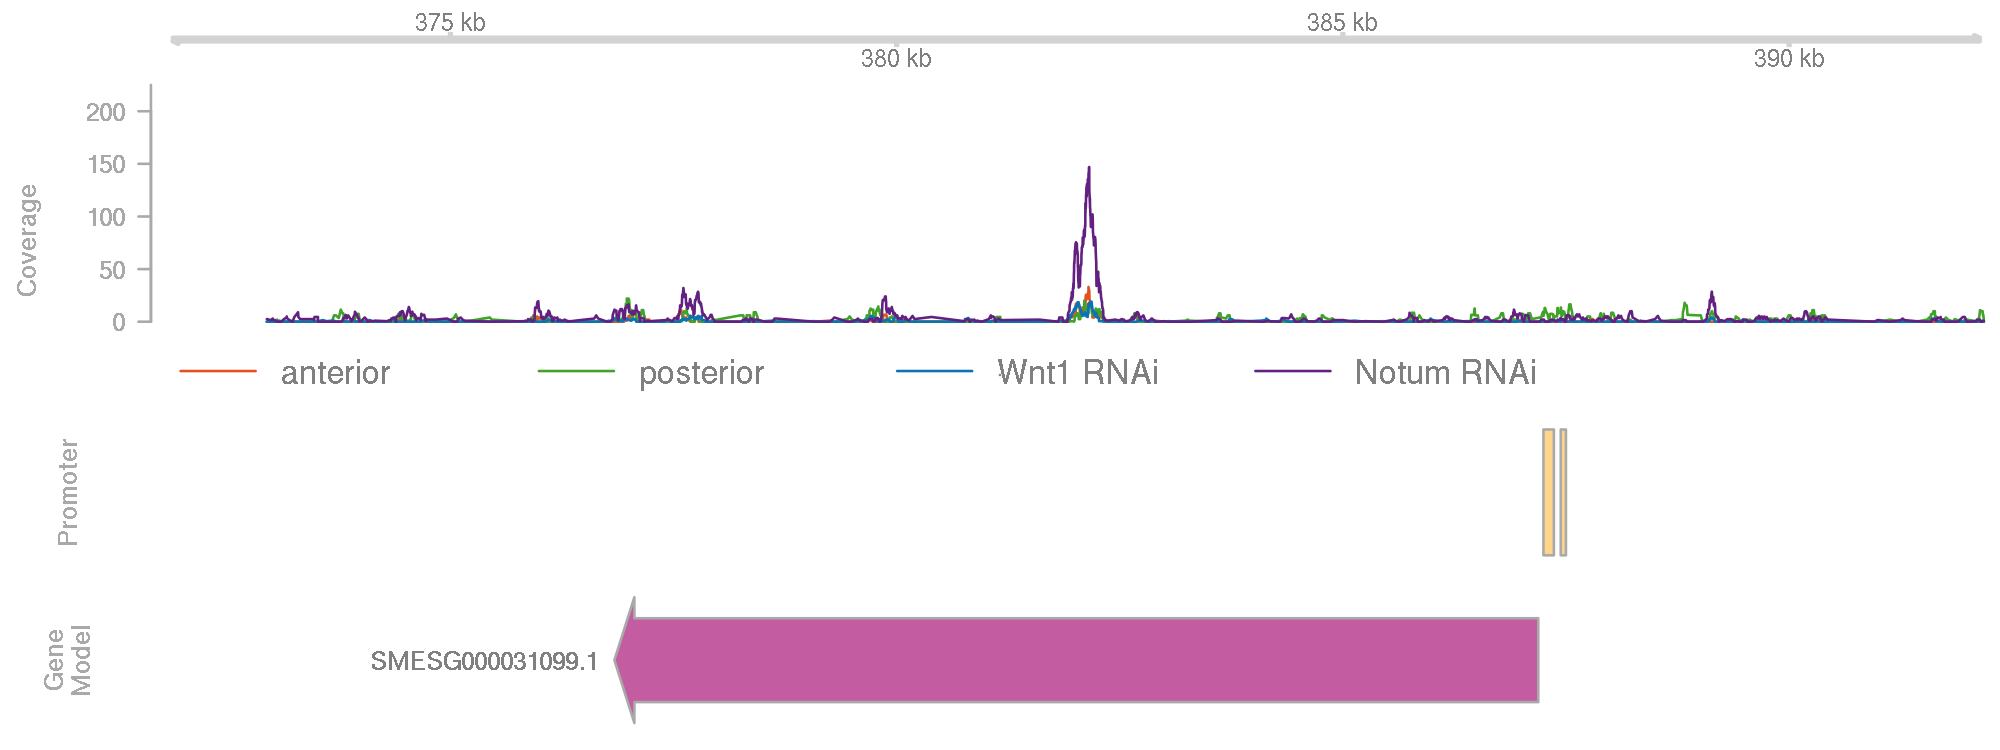 375 kb
385 kb
380 kb
390 kb
Coverage
200
150
100
50
0
anterior
posterior
Wnt1 RNAi
Notum RNAi
Promoter
Gene
Model
SMESG000031099.1